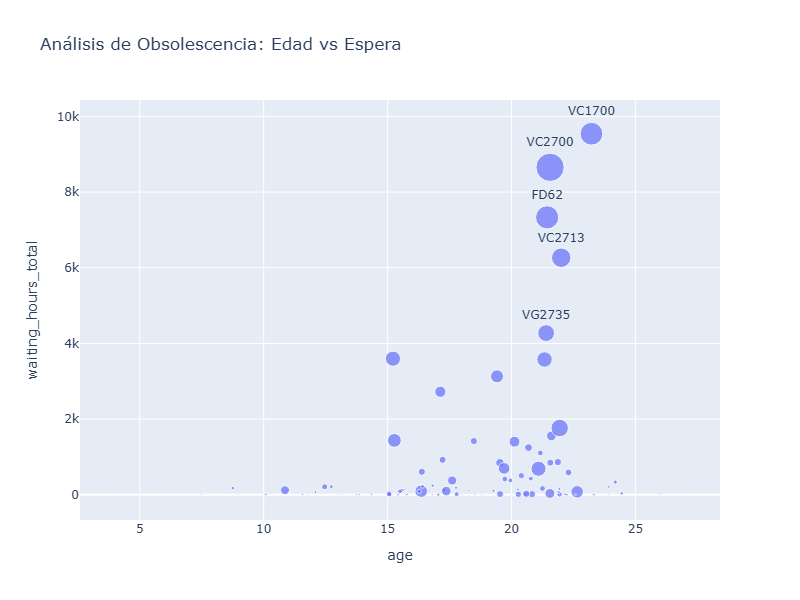 Análisis de Obsolescencia: Edad vs Espera
VC1700
VC2700
FD62
VC2713
VG2735
10k
8k
6k
4k
2k
0
waiting_hours_total
5
10
15
20
25
age